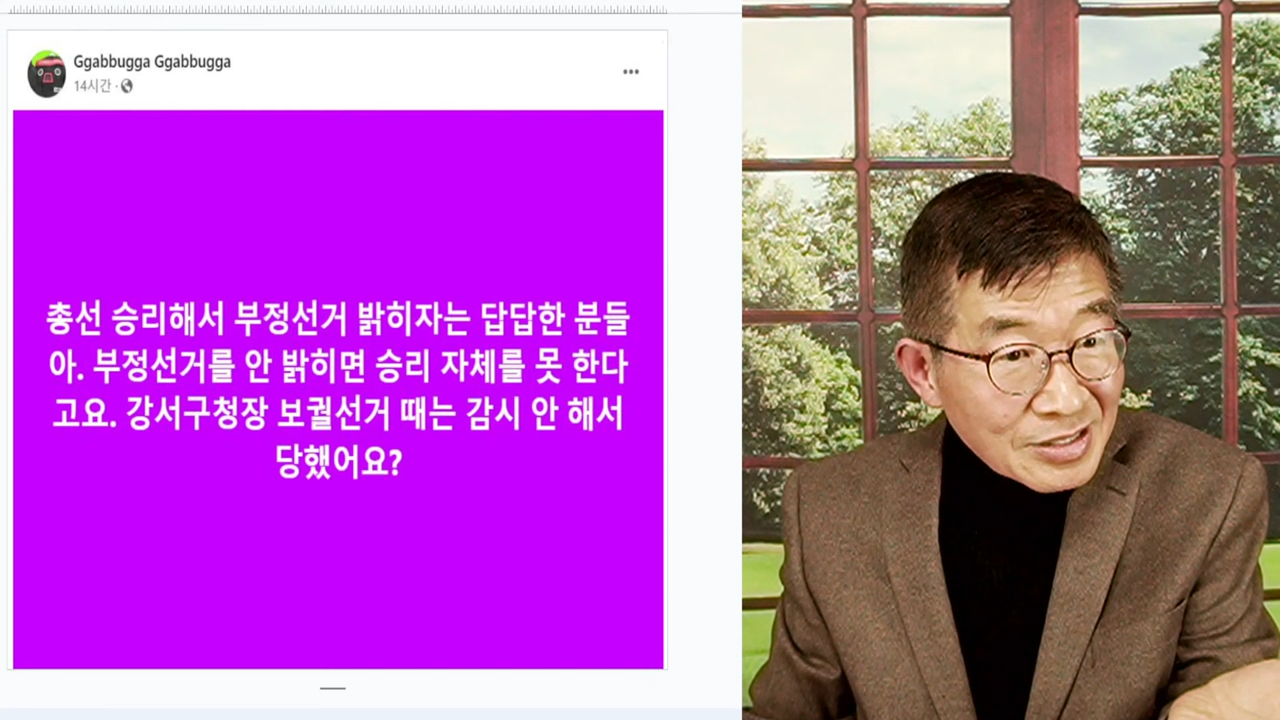 Ggabbugga Ggabbugga
14시간 ·
총선 승리해서 부정선거 밝히자는 답답한 분들
아. 부정선거를 안 밝히면 승리 자체를 못 한다
고요. 강서구청장 보궐선거 때는 감시 안 해서
당했어요?